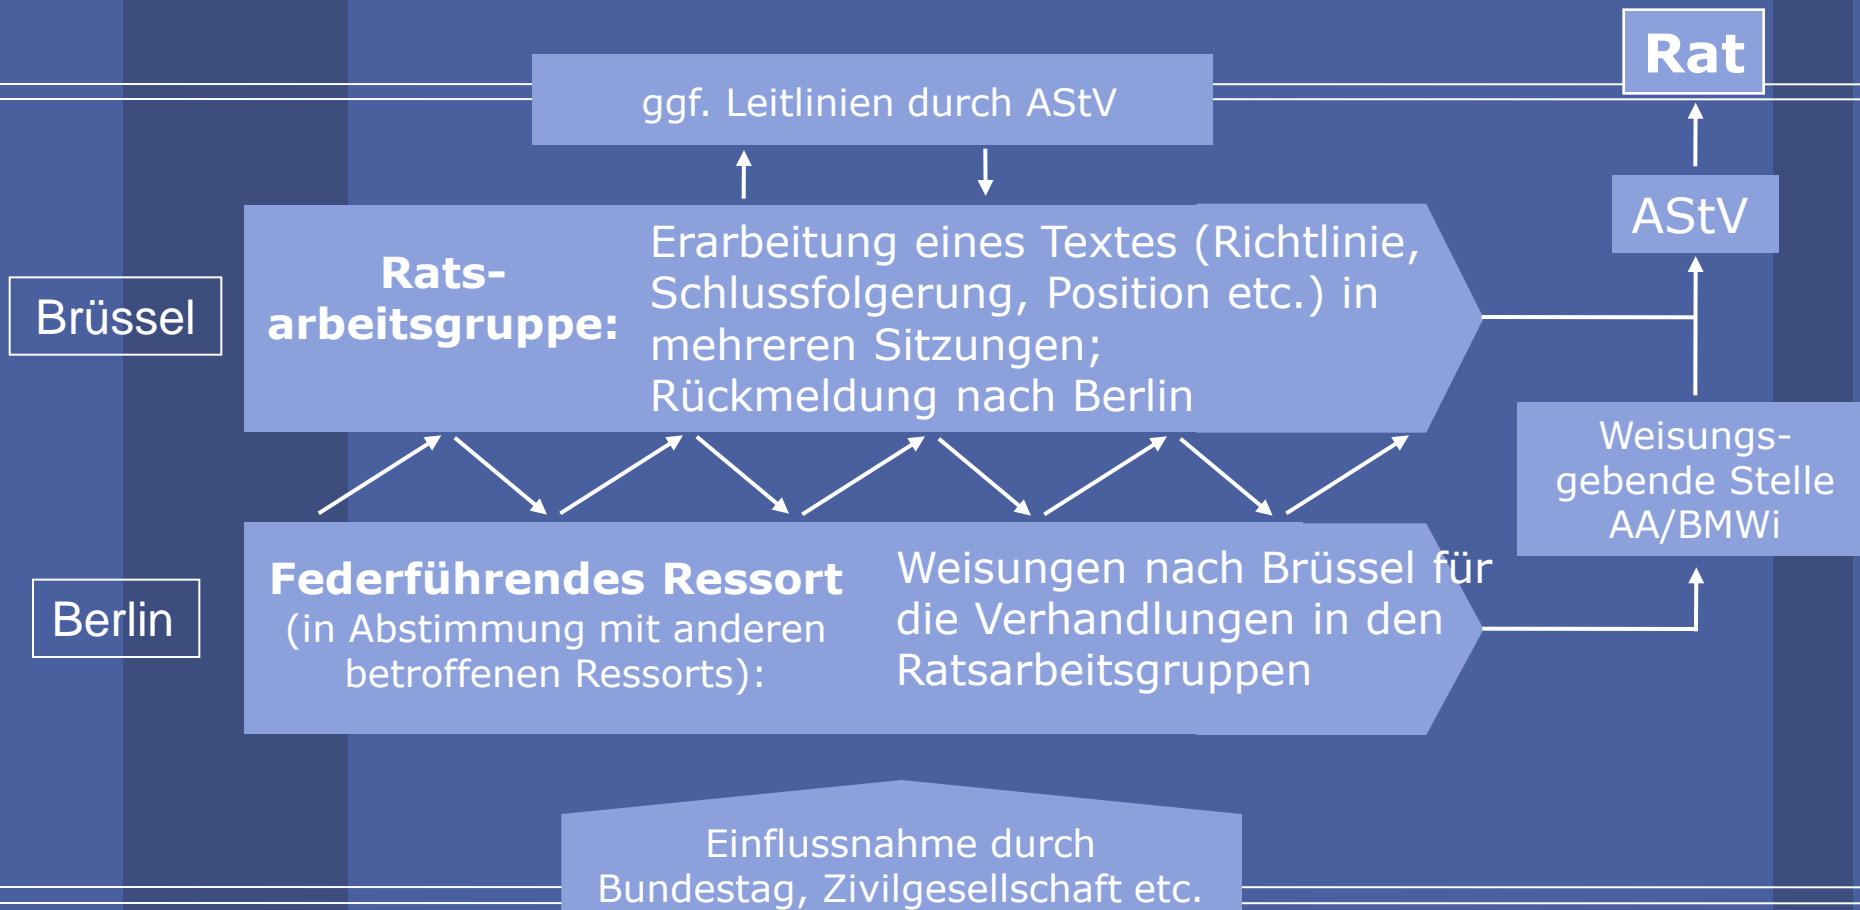 Rat
ggf. Leitlinien durch AStV
AStV
Brüssel
Rats-
arbeitsgruppe:
Erarbeitung eines Textes (Richtlinie,
Schlussfolgerung, Position etc.) in
mehreren Sitzungen;
Rückmeldung nach Berlin
Weisungs-
gebende Stelle
AA/BMWi
Berlin
Federführendes Ressort
(in Abstimmung mit anderen
betroffenen Ressorts):
Weisungen nach Brüssel für
die Verhandlungen in den
Ratsarbeitsgruppen
Einflussnahme durch
Bundestag, Zivilgesellschaft etc.